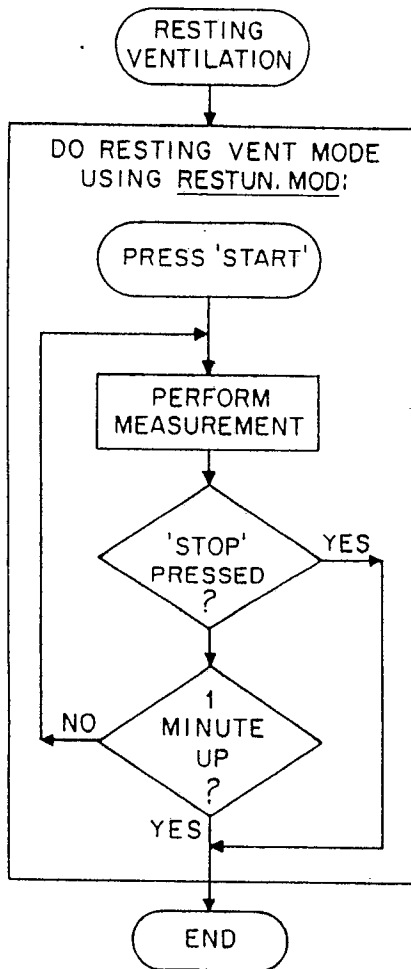 RESTING
VENTILATION
DO RESTING VENT MODE
USING RESTUN.MOD:
PRESS 'START'
PERFORM
MEASUREMENT
'STOP'
PRESSED
?
YES
1
MINUTE
UP
?
NO
YES
END